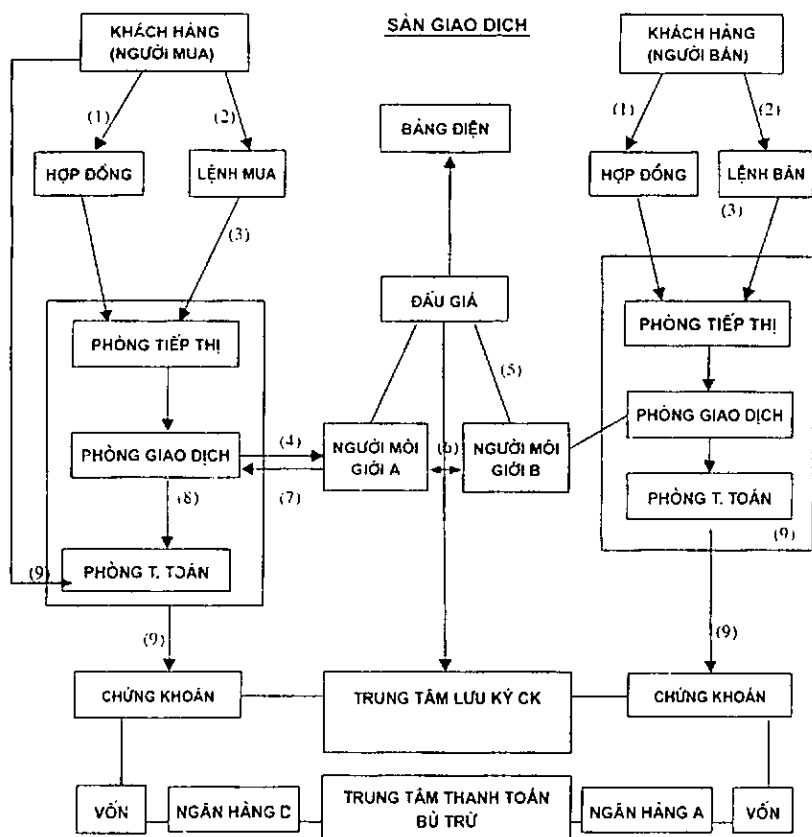 KHÁCH HÀNG
(NGƯỜI MUA)
SÀN GIAO DỊCH
KHÁCH HÀNG
(NGƯỜI BÁN)
(1)
(2)
BẢNG ĐIỆN
(1)
(2)
HỢP ĐỒNG
LỆNH MUA
HỢP ĐỒNG
LỆNH BÁN
(3)
(3)
ĐẤU GIÁ
PHÒNG TIẾP THỊ
PHÒNG TIẾP THỊ
(5)
PHÒNG GIAO DỊCH
(4)
NGƯỜI MÔI
GIỚI A
(6)
NGƯỜI MÔI
GIỚI B
PHÒNG GIAO DỊCH
(7)
(8)
PHÒNG T. TOÁN
(9)
(9)
PHÒNG T. TOÁN
(9)
(9)
CHỨNG KHOÁN
TRUNG TÂM LƯU KÝ CK
CHỨNG KHOÁN
VỐN
NGÂN HÀNG
TRUNG TÂM THANH TOÁN
BÙ TRỪ
NGÂN HÀNG A
VỐN